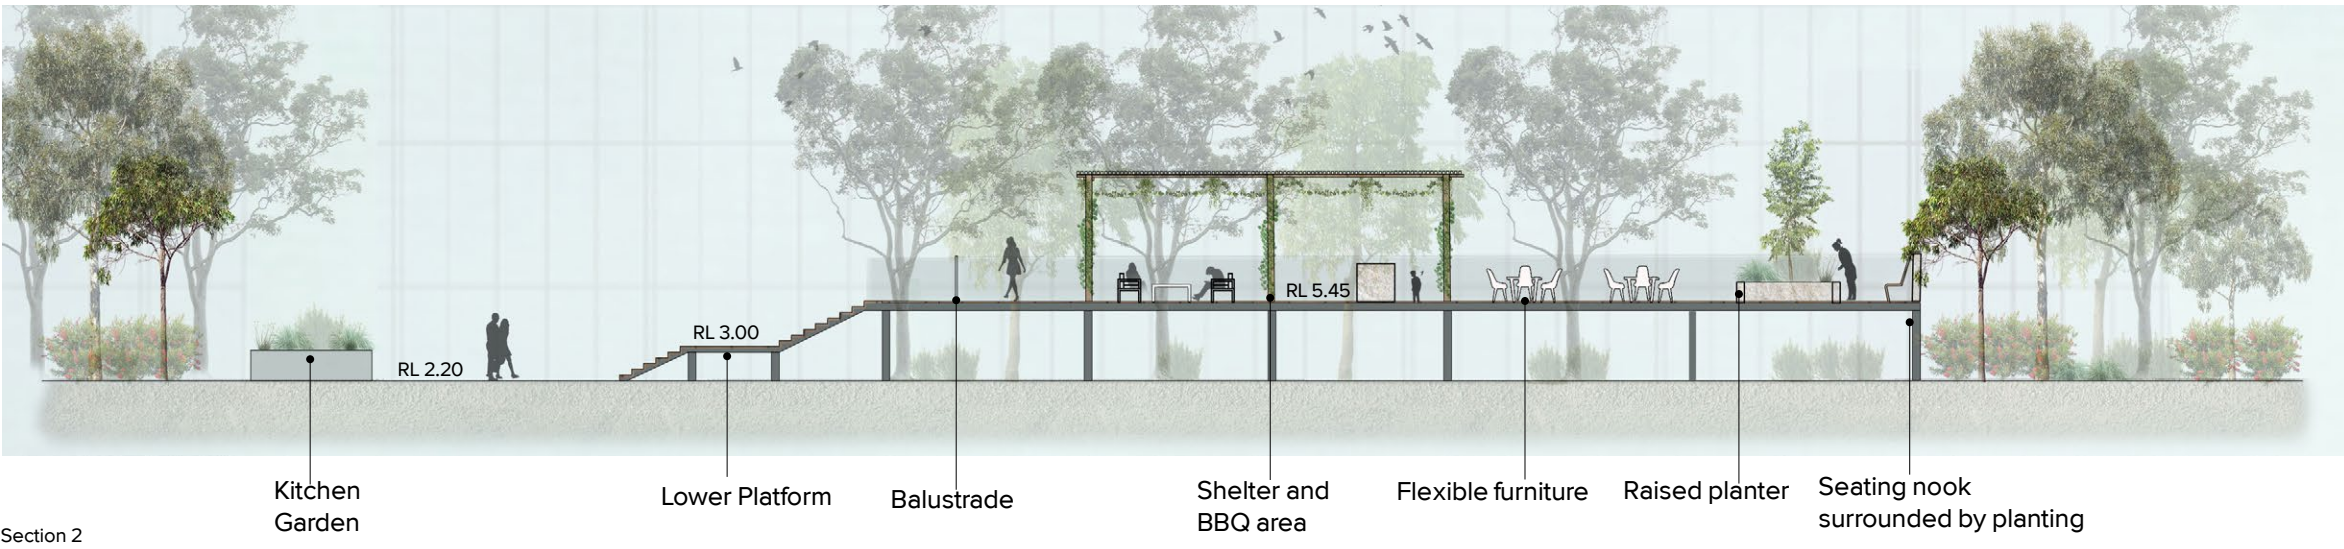 RL 5.45
RL 3.00
RL 2.20
Kitchen
Garden
Lower Platform
Balustrade
Shelter and
BBQ area
Flexible furniture
Raised planter
Seating nook
surrounded by planting
Section 2